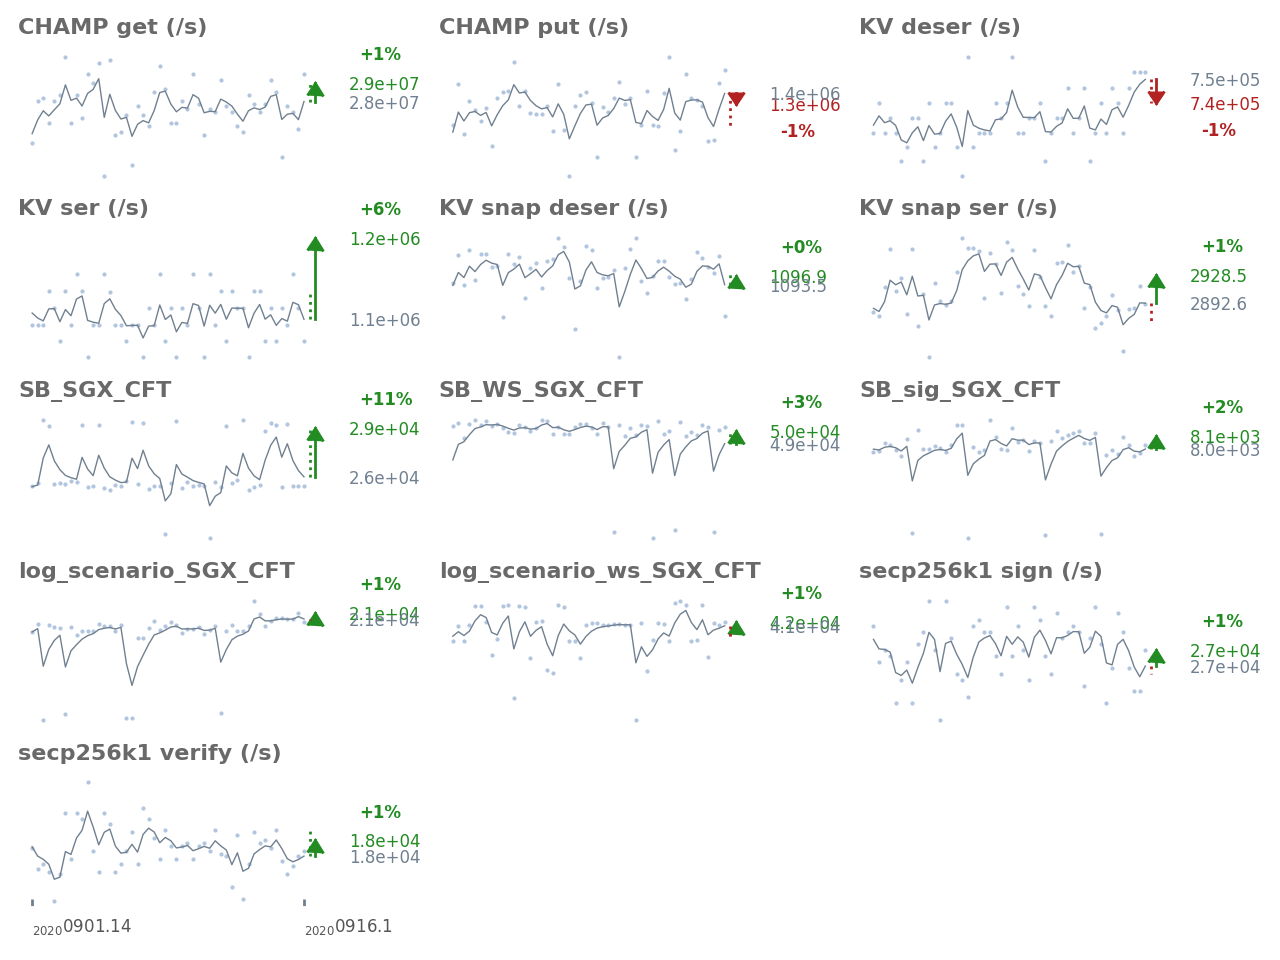 CHAMP get (/s)
+1%
2.9e+07
2.8e+07
CHAMP put (/s)
1.4e+06
1.3e+06
-1%
KV deser (/s)
7.5e+05
7.4e+05
-1%
KV ser (/s)
+6%
1.2e+06
1.1e+06
KV snap deser (/s)
+0%
1096.9
1093.5
KV snap ser (/s)
+1%
2928.5
2892.6
SB_SGX_CFT
+11%
2.9e+04
2.6e+04
SB_WS_SGX_CFT
+3%
5.0e+04
4.9e+04
SB_sig_SGX_CFT
+2%
8.1e+03
8.0e+03
log_scenario_SGX_CFT
+1%
2.1e+04
2.1e+04
log_scenario_ws_SGX_CFT
+1%
4.2e+04
4.1e+04
secp256k1 sign (/s)
+1%
2.7e+04
2.7e+04
secp256k1 verify (/s)
+1%
1.8e+04
1.8e+04
20200901.14
20200916.1